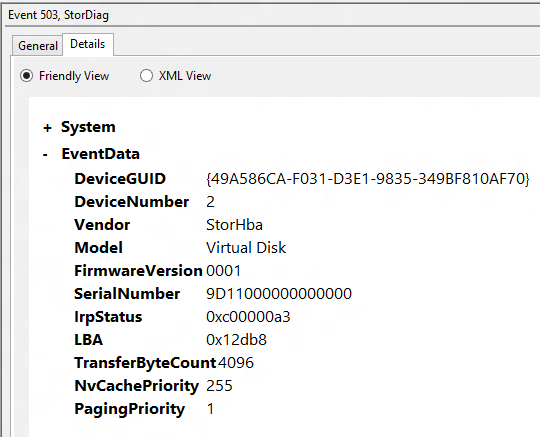 Event 503, StorDiag
General Details
Friendly View XML View
+ System
- EventData
DeviceGUID {49A586CA-F031-D3E1-9835-349BF810AF70}
DeviceNumber 2
Vendor StorHba
Model Virtual Disk
FirmwareVersion 0001
SerialNumber 9D11000000000000
IrpStatus 0xc00000a3
LBA 0x12db8
TransferByteCount 4096
NvCachePriority 255
PagingPriority 1